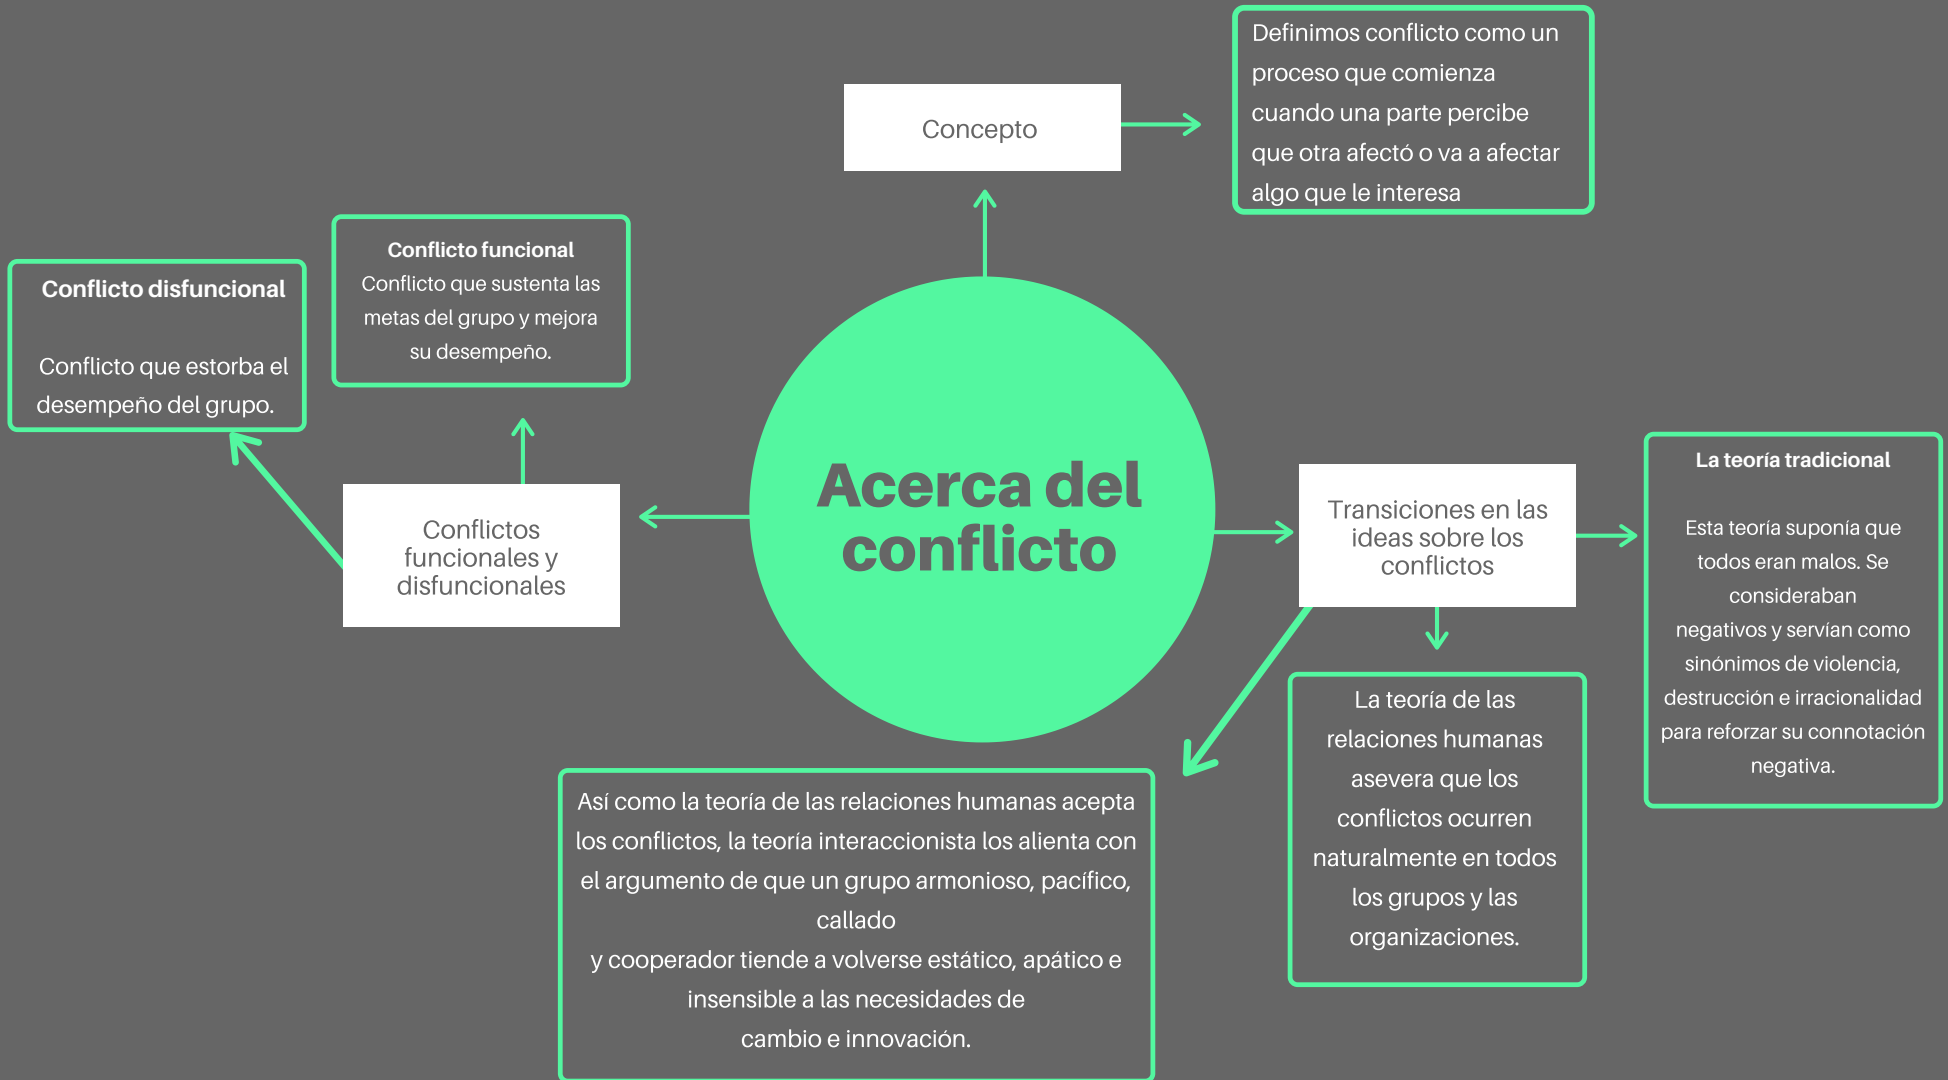 Definimos conflicto como un
proceso que comienza
cuando una parte percibe
que otra afectó o va a afectar
algo que le interesa
Concepto
Conflicto funcional
Conflicto que sustenta las
metas del grupo y mejora
su desempeño.
Conflicto disfuncional
Conflicto que estorba el
desempeño del grupo.
Conflictos
funcionales y
disfuncionales
Acerca del
conflicto
Transiciones en las
ideas sobre los
conflictos
La teoría tradicional
Esta teoría suponía que
todos eran malos. Se
consideraban
negativos y servían como
sinónimos de violencia,
destrucción e irracionalidad
para reforzar su connotación
negativa.
La teoría de las
relaciones humanas
asevera que los
conflictos ocurren
naturalmente en todos
los grupos y las
organizaciones.
Así como la teoría de las relaciones humanas acepta
los conflictos, la teoría interaccionista los alienta con
el argumento de que un grupo armonioso, pacífico,
callado
y cooperador tiende a volverse estático, apático e
insensible a las necesidades de
cambio e innovación.